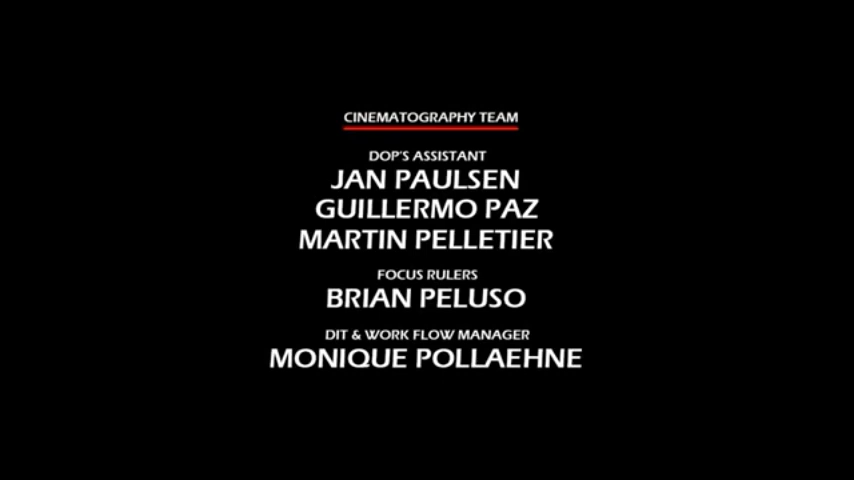 CINEMATOGRAPHY TEAM
DOP'S ASSISTANT
JAN PAULSEN
GUILLERMO PAZ
MARTIN PELLETIER
FOCUS RULERS
BRIAN PELUSO
DIT & WORK FLOW MANAGER
MONIQUE POLLAEHNE